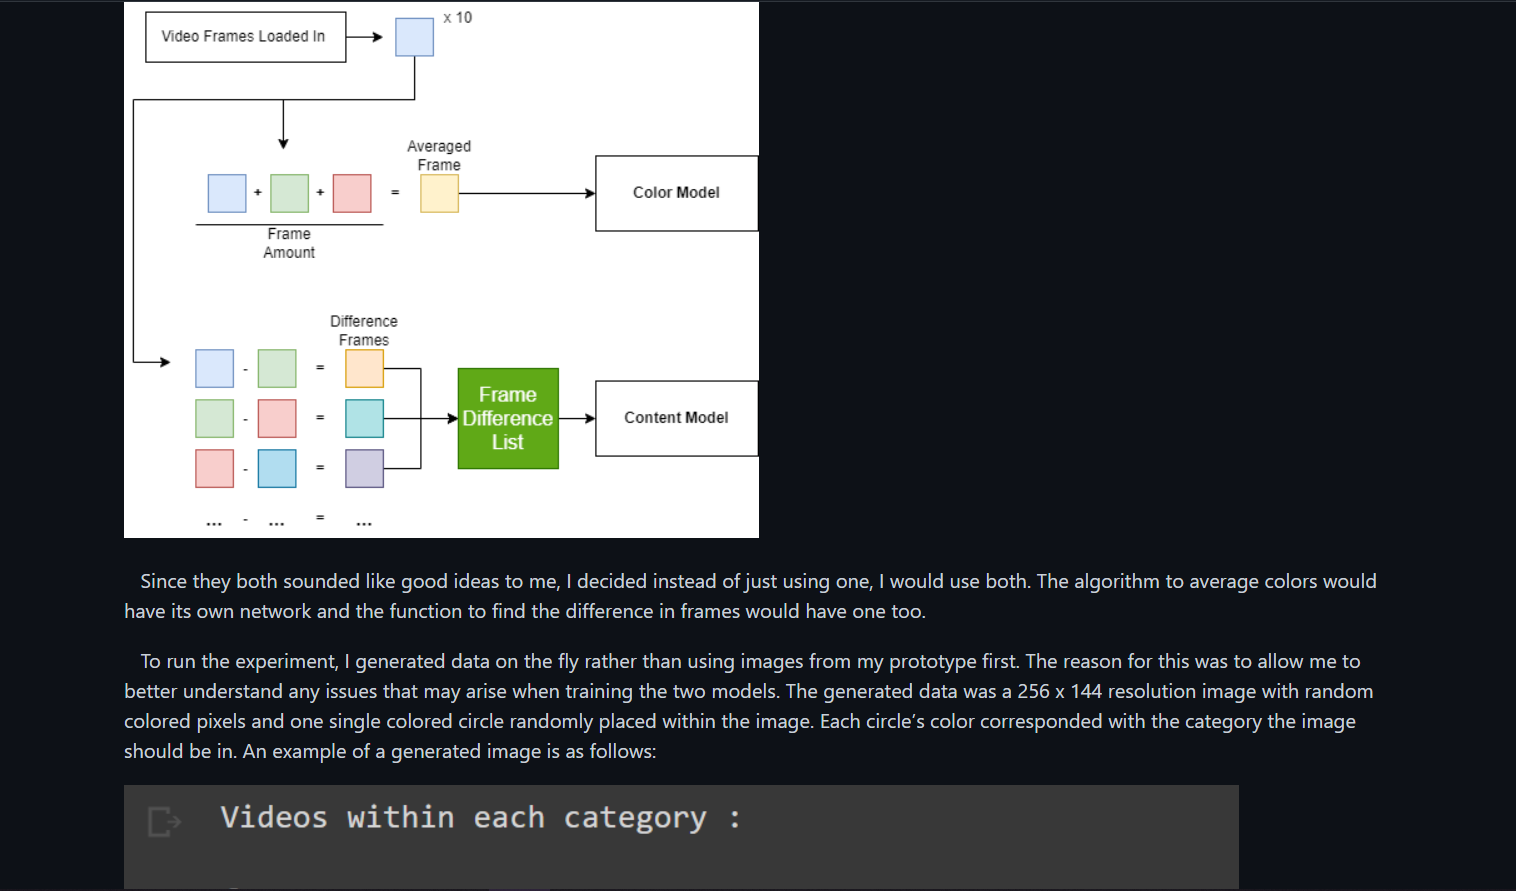 Video Frames Loaded In
x 10
Averaged
Frame
+ + =
Color Model
Frame
Amount
Difference
Frames
- =
- =
- =
... - ... = ...
Frame
Difference
List
Content Model
Since they both sounded like good ideas to me, I decided instead of just using one, I would use both. The algorithm to average colors would
have its own network and the function to find the difference in frames would have one too.
To run the experiment, I generated data on the fly rather than using images from my prototype first. The reason for this was to allow me to
better understand any issues that may arise when training the two models. The generated data was a 256 x 144 resolution image with random
colored pixels and one single colored circle randomly placed within the image. Each circle’s color corresponded with the category the image
should be in. An example of a generated image is as follows:
Videos within each category :